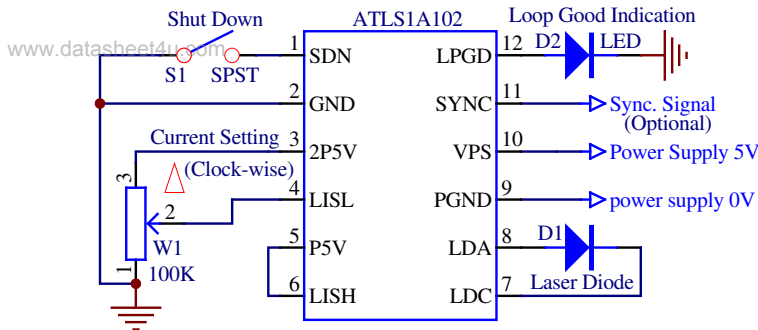 Shut Down
ATLS1A102
Loop Good Indication
www.datasheet4u.com
S1 SPST
1 SDN
LPGD 12
D2 LED
2 GND
SYNC 11
Sync. Signal
(Optional)
Current Setting
3 2P5V
VPS 10
Power Supply 5V
(Clock-wise)
3
4 LISL
PGND 9
power supply 0V
2
W1
100K
1
5 P5V
LDA 8
D1
6 LISH
LDC 7
Laser Diode